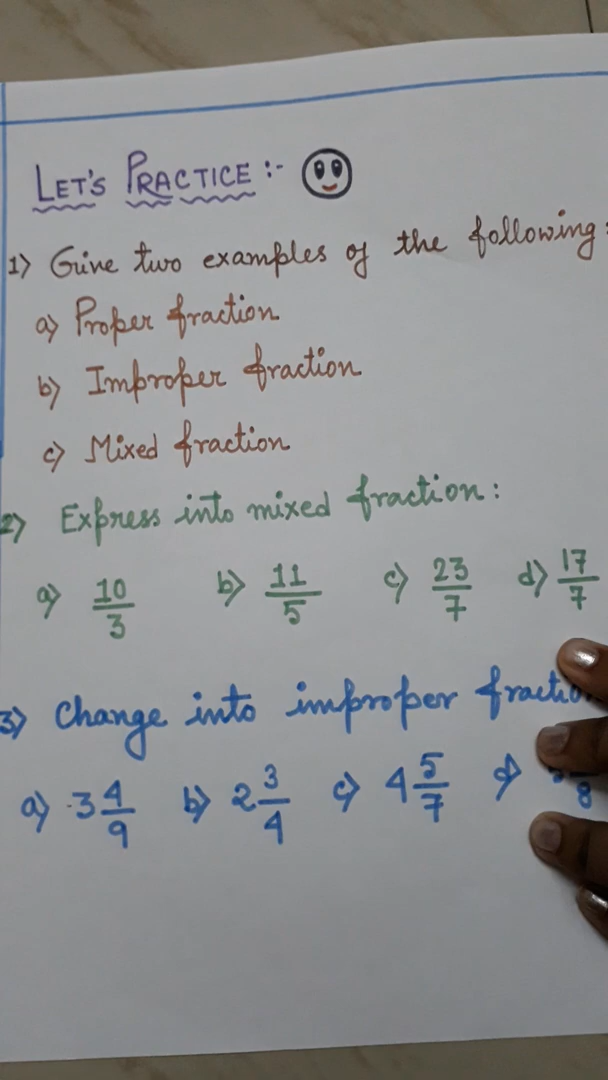 LET'S PRACTICE :-
1) Give two examples of the following :
a) Proper fraction
b) Improper fraction
c) Mixed fraction
2) Express into mixed fraction :
a) 10/3 b) 11/5 c) 23/7 d) 17/7
3) Change into improper
a) 3 4/9 b) 2 3/4 c) 4 5/7 d) 8